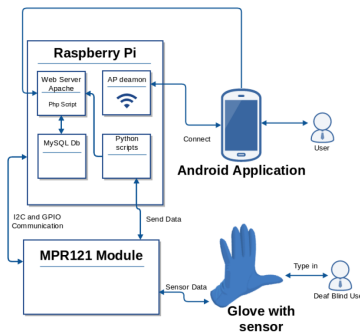 Raspberry Pi
Web Server
Apache
Php Script
AP deamon
MySQL Db
Python
scripts
Connect
User
Android Application
I2C and GPIO
Communication
Send Data
MPR121 Module
Sensor Data
Type in
Glove with
sensor
Deaf Blind Use